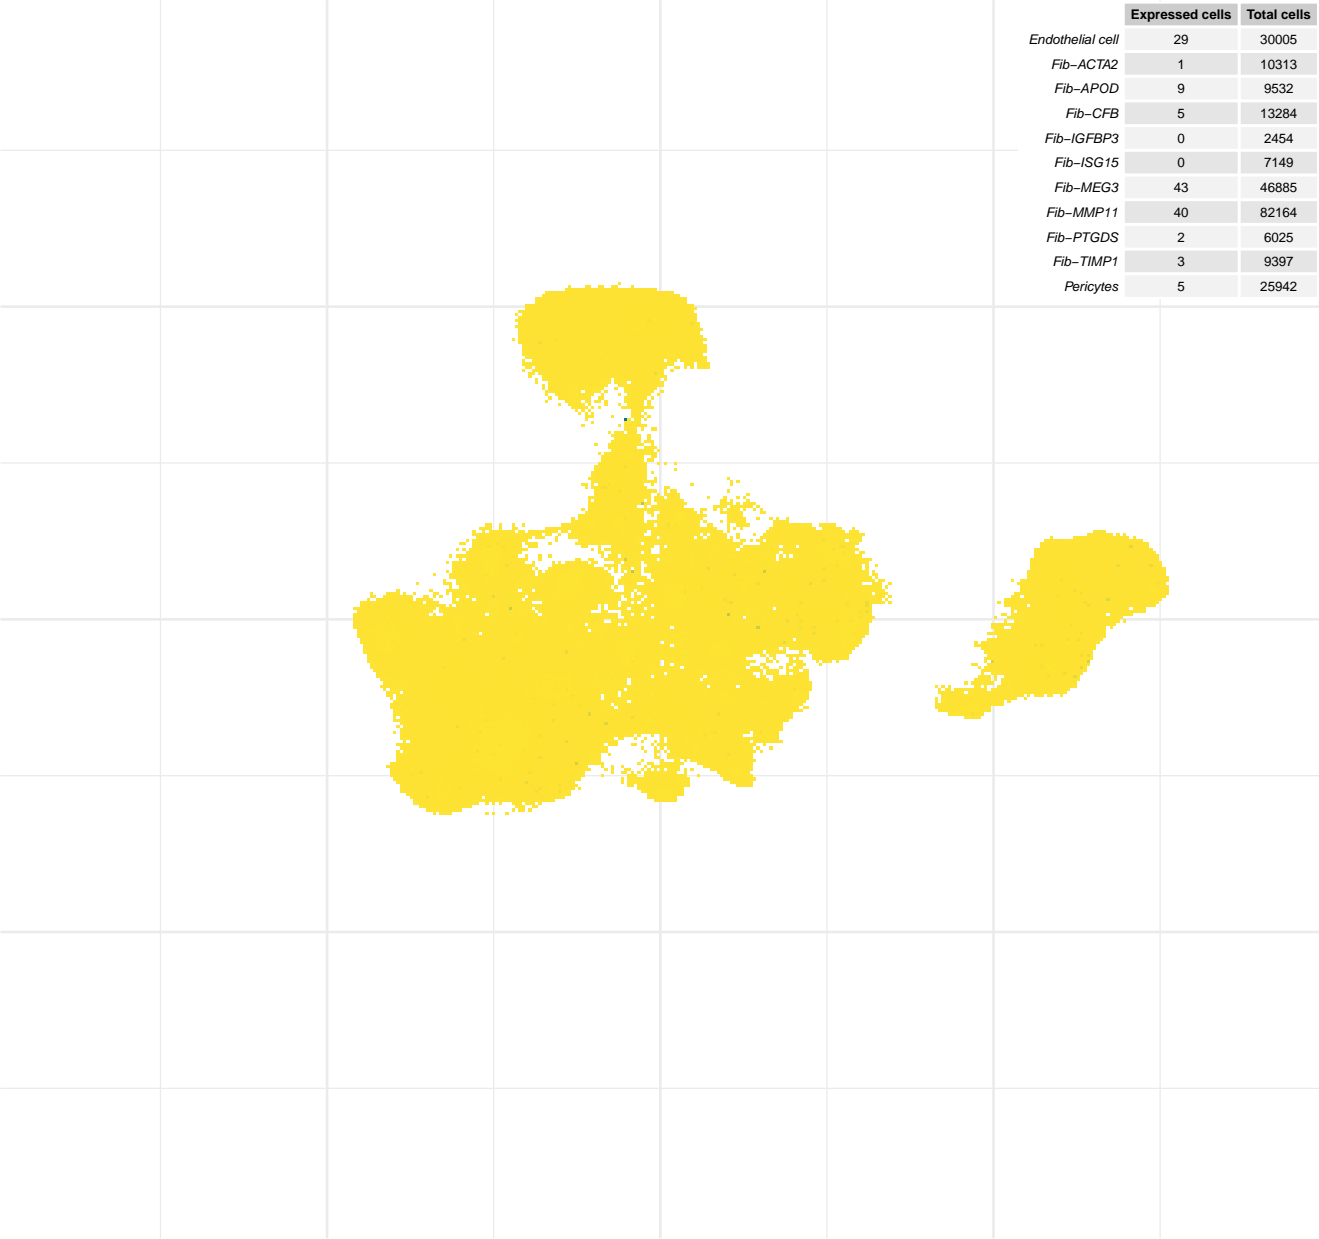 Expressed cells Total cells
Endothelial cell 29 30005
Fib−ACTA2 1 10313
Fib−APOD 9 9532
Fib−CFB 5 13284
Fib−IGFBP3 0 2454
Fib−ISG15 0 7149
Fib−MEG3 43 46885
Fib−MMP11 40 82164
Fib−PTGDS 2 6025
Fib−TIMP1 3 9397
Pericytes 5 25942